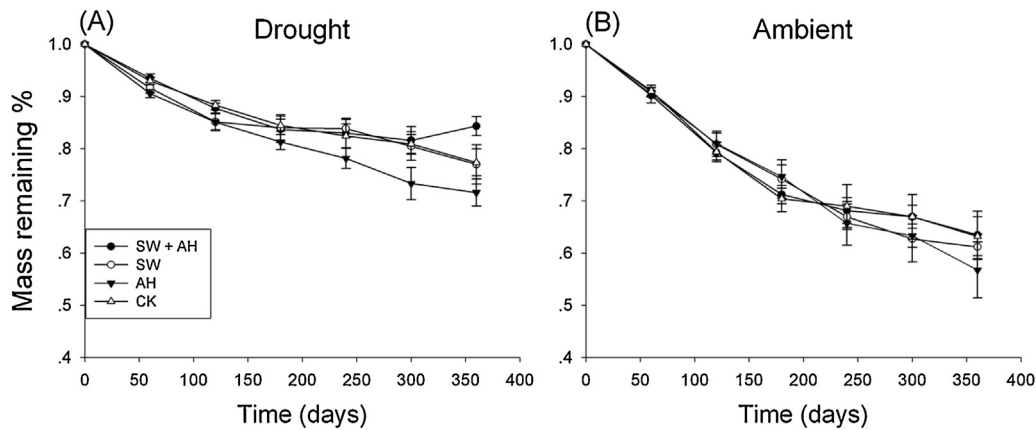 (A)
Drought
1.0
.9
.8
.7
.6
.5
.4
Mass remaining %
SW + AH
SW
AH
CK
0 50 100 150 200 250 300 350 400
Time (days)
(B)
Ambient
1.0
.9
.8
.7
.6
.5
.4
0 50 100 150 200 250 300 350 400
Time (days)